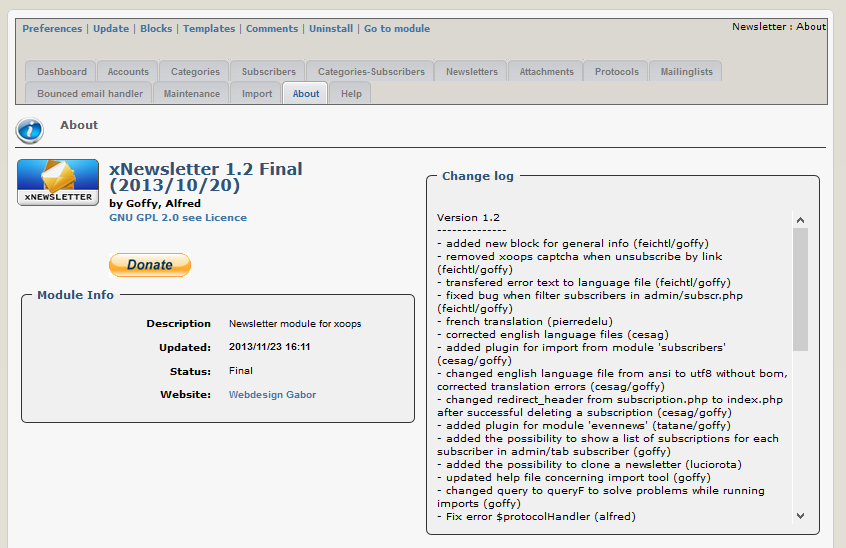 Preferences | Update | Blocks | Templates | Comments | Uninstall | Go to module
Newsletter : About
Dashboard Accounts Categories Subscribers Categories-Subscribers Newsletters Attachments Protocols Mailinglists
Bounced email handler Maintenance Import About Help
About
xNEWSLETTER
xNewsletter 1.2 Final
(2013/10/20)
by Goffy, Alfred
GNU GPL 2.0 see Licence
Donate
Module Info
Description Newsletter module for xoops
Updated: 2013/11/23 16:11
Status: Final
Website: Webdesign Gabor
Change log
Version 1.2
--------------
- added new block for general info (feichtl/goffy)
- removed xoops captcha when unsubscribe by link
(feichtl/goffy)
- transfered error text to language file (feichtl/goffy)
- fixed bug when filter subscribers in admin/subscr.php
(feichtl/goffy)
- french translation (pierredelu)
- corrected english language files (cesag)
- added plugin for import from module 'subscribers'
(cesag/goffy)
- changed english language file from ansi to utf8 without bom,
corrected translation errors (cesag/goffy)
- changed redirect_header from subscription.php to index.php
after successful deleting a subscription (cesag/goffy)
- added plugin for module 'evennews' (tatane/goffy)
- added the possibility to show a list of subscriptions for each
subscriber in admin/tab subscriber (goffy)
- added the possibility to clone a newsletter (luciorota)
- updated help file concerning import tool (goffy)
- changed query to queryF to solve problems while running
imports (goffy)
- Fix error $protocolHandler (alfred)